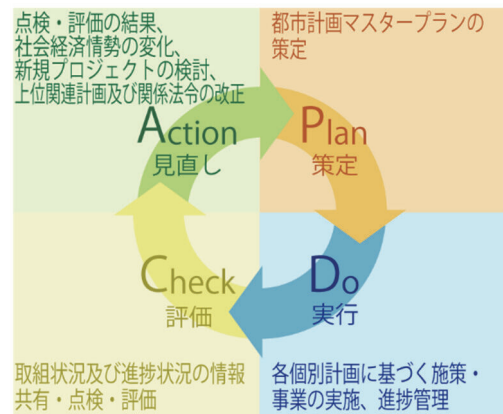 点検・評価の結果、
社会経済情勢の変化、
新規プロジェクトの検討、
上位関連計画及び関係法令の改正
Action
見直し
都市計画マスタープランの
策定
Plan
策定
Check
評価
取組状況及び進捗状況の情報
共有・点検・評価
Do
実行
各個別計画に基づく施策・
事業の実施、進捗管理